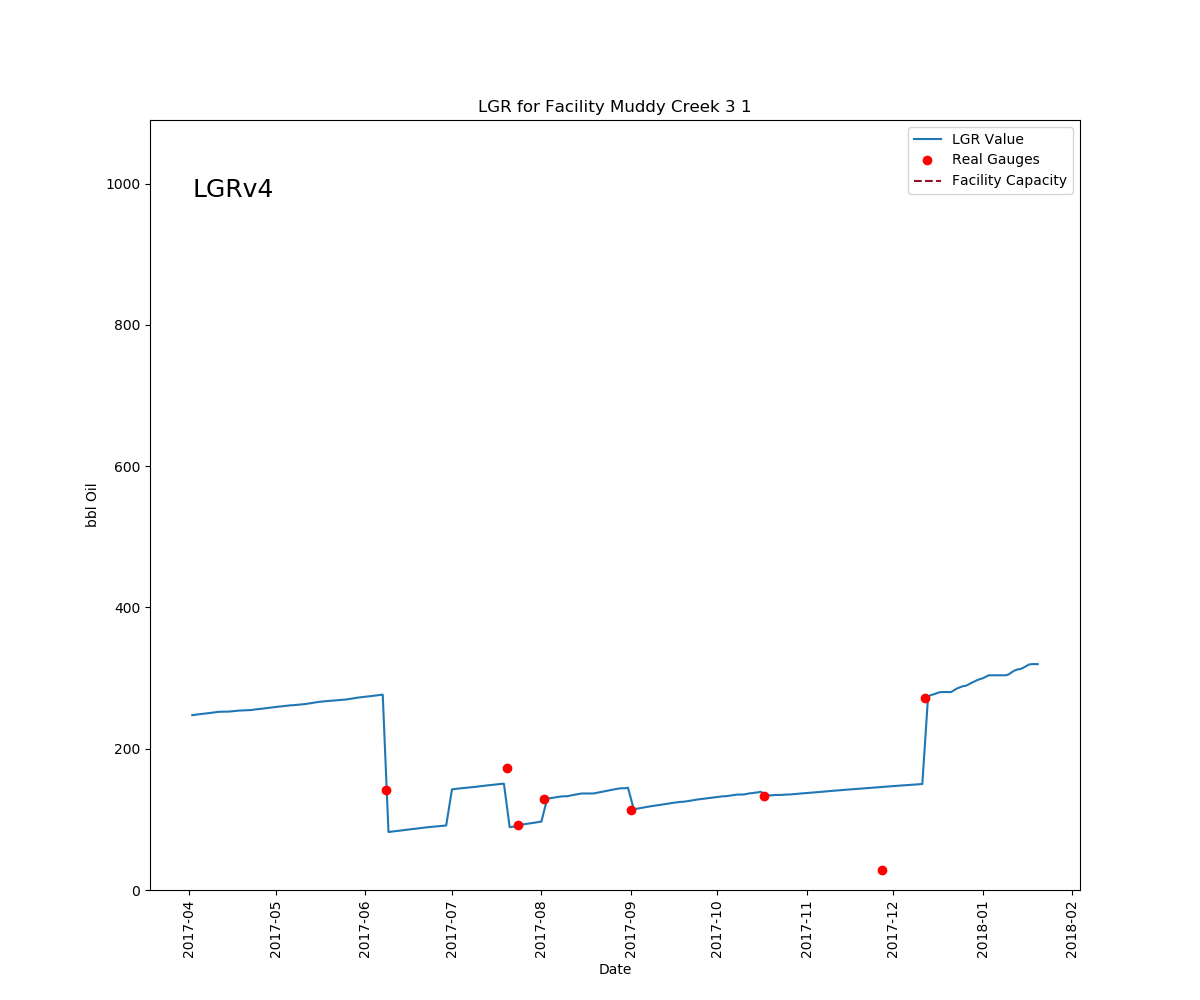 LGR for Facility Muddy Creek 3 1
LGRv4
LGR Value
Real Gauges
Facility Capacity
bbl Oil
1000
800
600
400
200
0
2017-04
2017-05
2017-06
2017-07
2017-08
2017-09
2017-10
2017-11
2017-12
2018-01
2018-02
Date